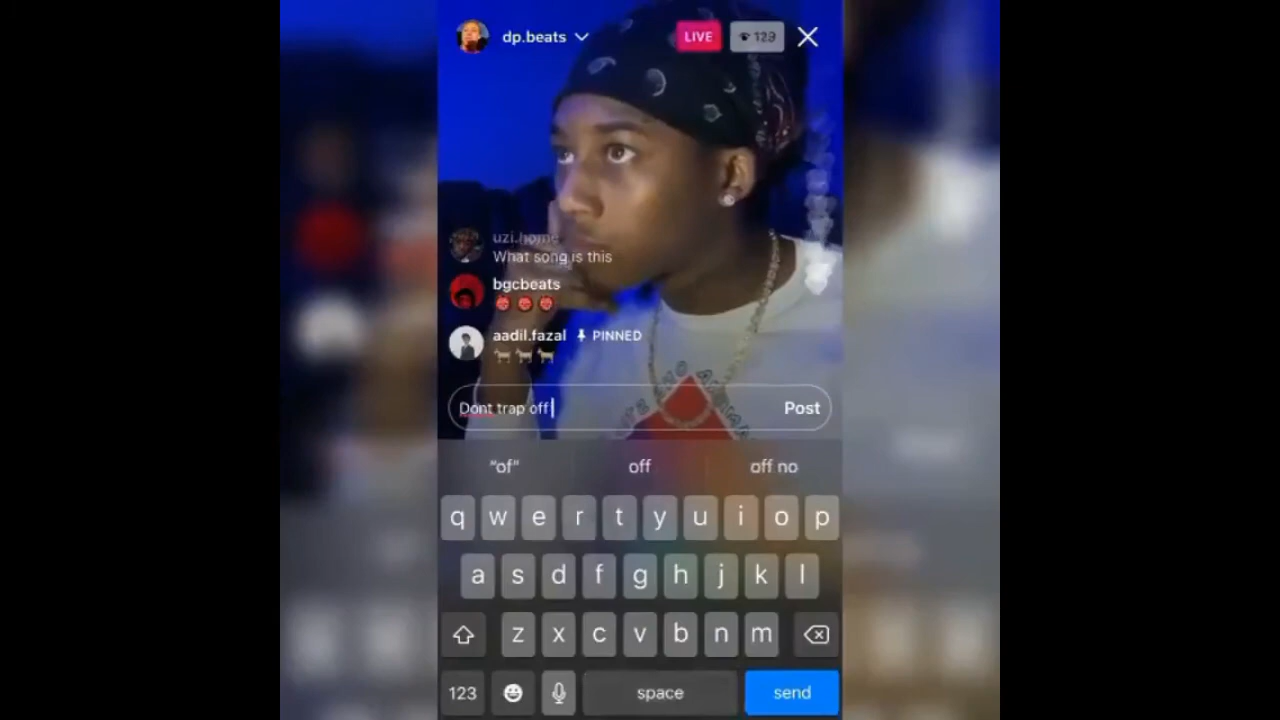 dp.beats
LIVE
123
uzi.home
What song is this
bgcbeats
aadil.fazal PINNED
Dont trap off
Post
"of" off off no
q w e r t y u i o p
a s d f g h j k l
z x c v b n m
123 space send